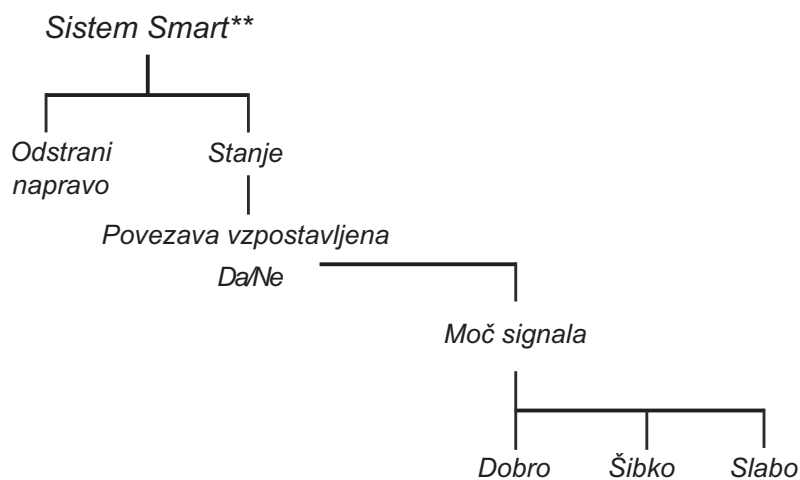 Sistem Smart**
Odstrani
napravo
Stanje
Povezava vzpostavljena
Da/Ne
Moč signala
Dobro
Šibko
Slabo